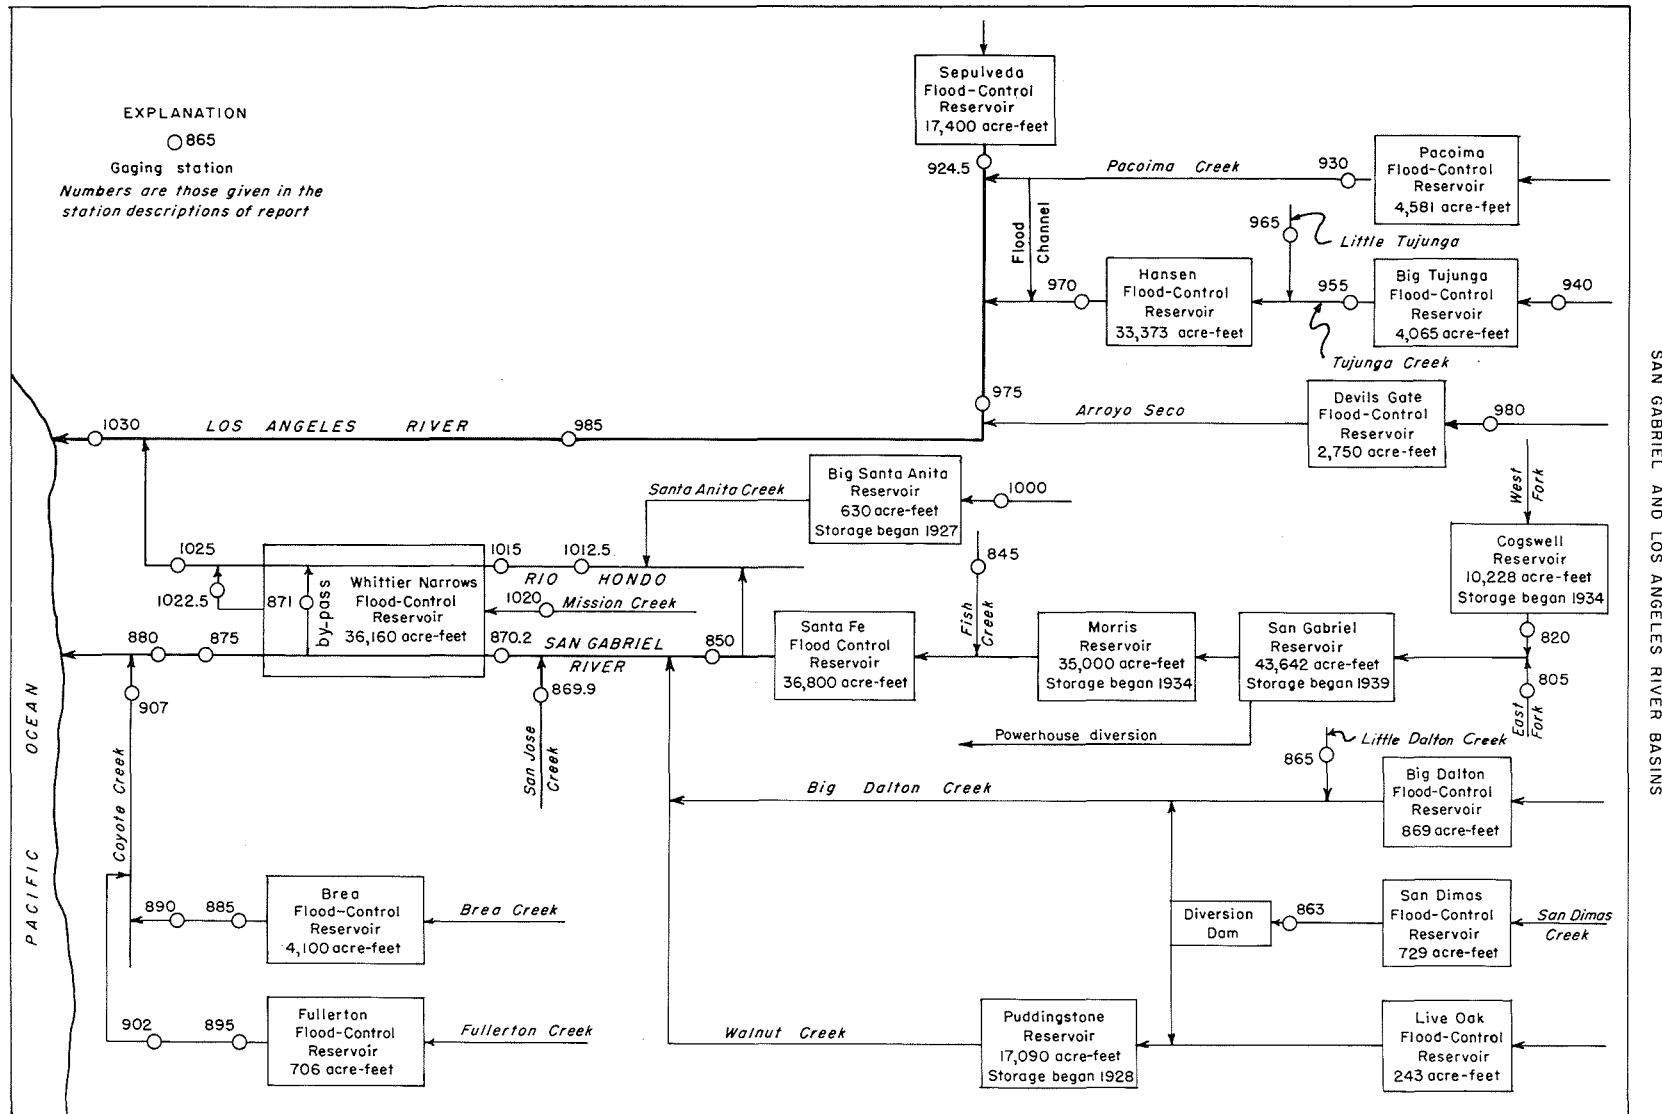 EXPLANATION
865
Gaging station
Numbers are those given in the
station descriptions of report
Sepulveda
Flood-Control
Reservoir
17,400 acre-feet
924.5
Pacoima Creek
930
Pacoima
Flood-Control
Reservoir
4,581 acre-feet
Flood
Channel
965
Little Tujunga
970
Hansen
Flood-Control
Reservoir
33,373 acre-feet
955
Big Tujunga
Flood-Control
Reservoir
4,065 acre-feet
940
Tujunga Creek
975
Arroyo Seco
Devils Gate
Flood-Control
Reservoir
2,750 acre-feet
980
1030
LOS ANGELES RIVER
985
Santa Anita Creek
Big Santa Anita
Reservoir
630 acre-feet
Storage began 1927
1000
West
Fork
Cogswell
Reservoir
10,228 acre-feet
Storage began 1934
1025
1015
1012.5
RIO HONDO
845
Fish
Creek
1022.5
871
by-pass
Whittier Narrows
Flood-Control
Reservoir
36,160 acre-feet
1020
Mission Creek
880
875
870.2
SAN GABRIEL
RIVER
850
Santa Fe
Flood Control
Reservoir
36,800 acre-feet
Morris
Reservoir
35,000 acre-feet
Storage began 1934
San Gabriel
Reservoir
43,642 acre-feet
Storage began 1939
820
805
East
Fork
907
869.9
San Jose
Creek
Powerhouse diversion
Little Dalton Creek
865
Big Dalton Creek
Big Dalton
Flood-Control
Reservoir
869 acre-feet
Coyote Creek
890
885
Brea
Flood-Control
Reservoir
4,100 acre-feet
Brea Creek
Diversion
Dam
863
San Dimas
Flood-Control
Reservoir
729 acre-feet
San Dimas
Creek
902
895
Fullerton
Flood-Control
Reservoir
706 acre-feet
Fullerton Creek
Walnut Creek
Puddingstone
Reservoir
17,090 acre-feet
Storage began 1928
Live Oak
Flood-Control
Reservoir
243 acre-feet
PACIFIC OCEAN
SAN GABRIEL AND LOS ANGELES RIVER BASINS